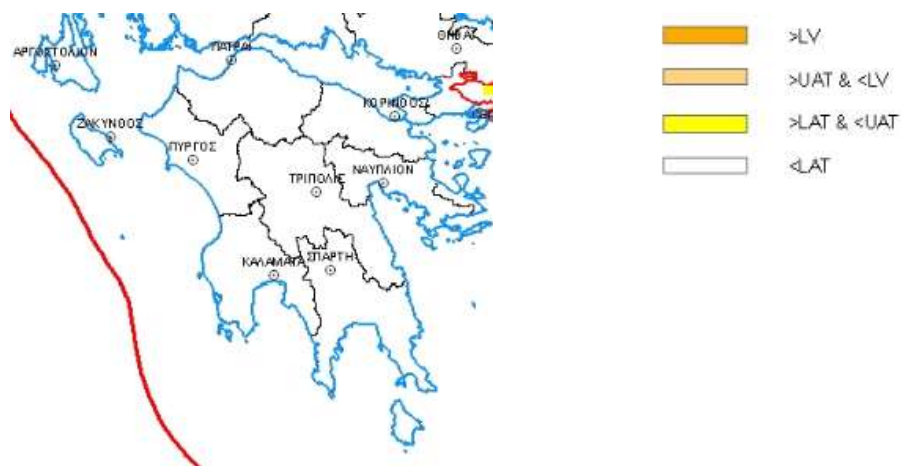 ΑΡΓΟΣΤΟΛΙΟΝ
ΠΑΤΡΑΙ
ΘΗΒΑΙ
ΚΟΡΙΝΘΟΣ
ΖΑΚΥΝΘΟΣ
ΠΥΡΓΟΣ
ΤΡΙΠΟΛΙΣ
ΝΑΥΠΛΙΟΝ
ΚΑΛΑΜΑΤΑ
ΣΠΑΡΤΗ
>LV
>UAT & <LV
>LAT & <UAT
<LAT